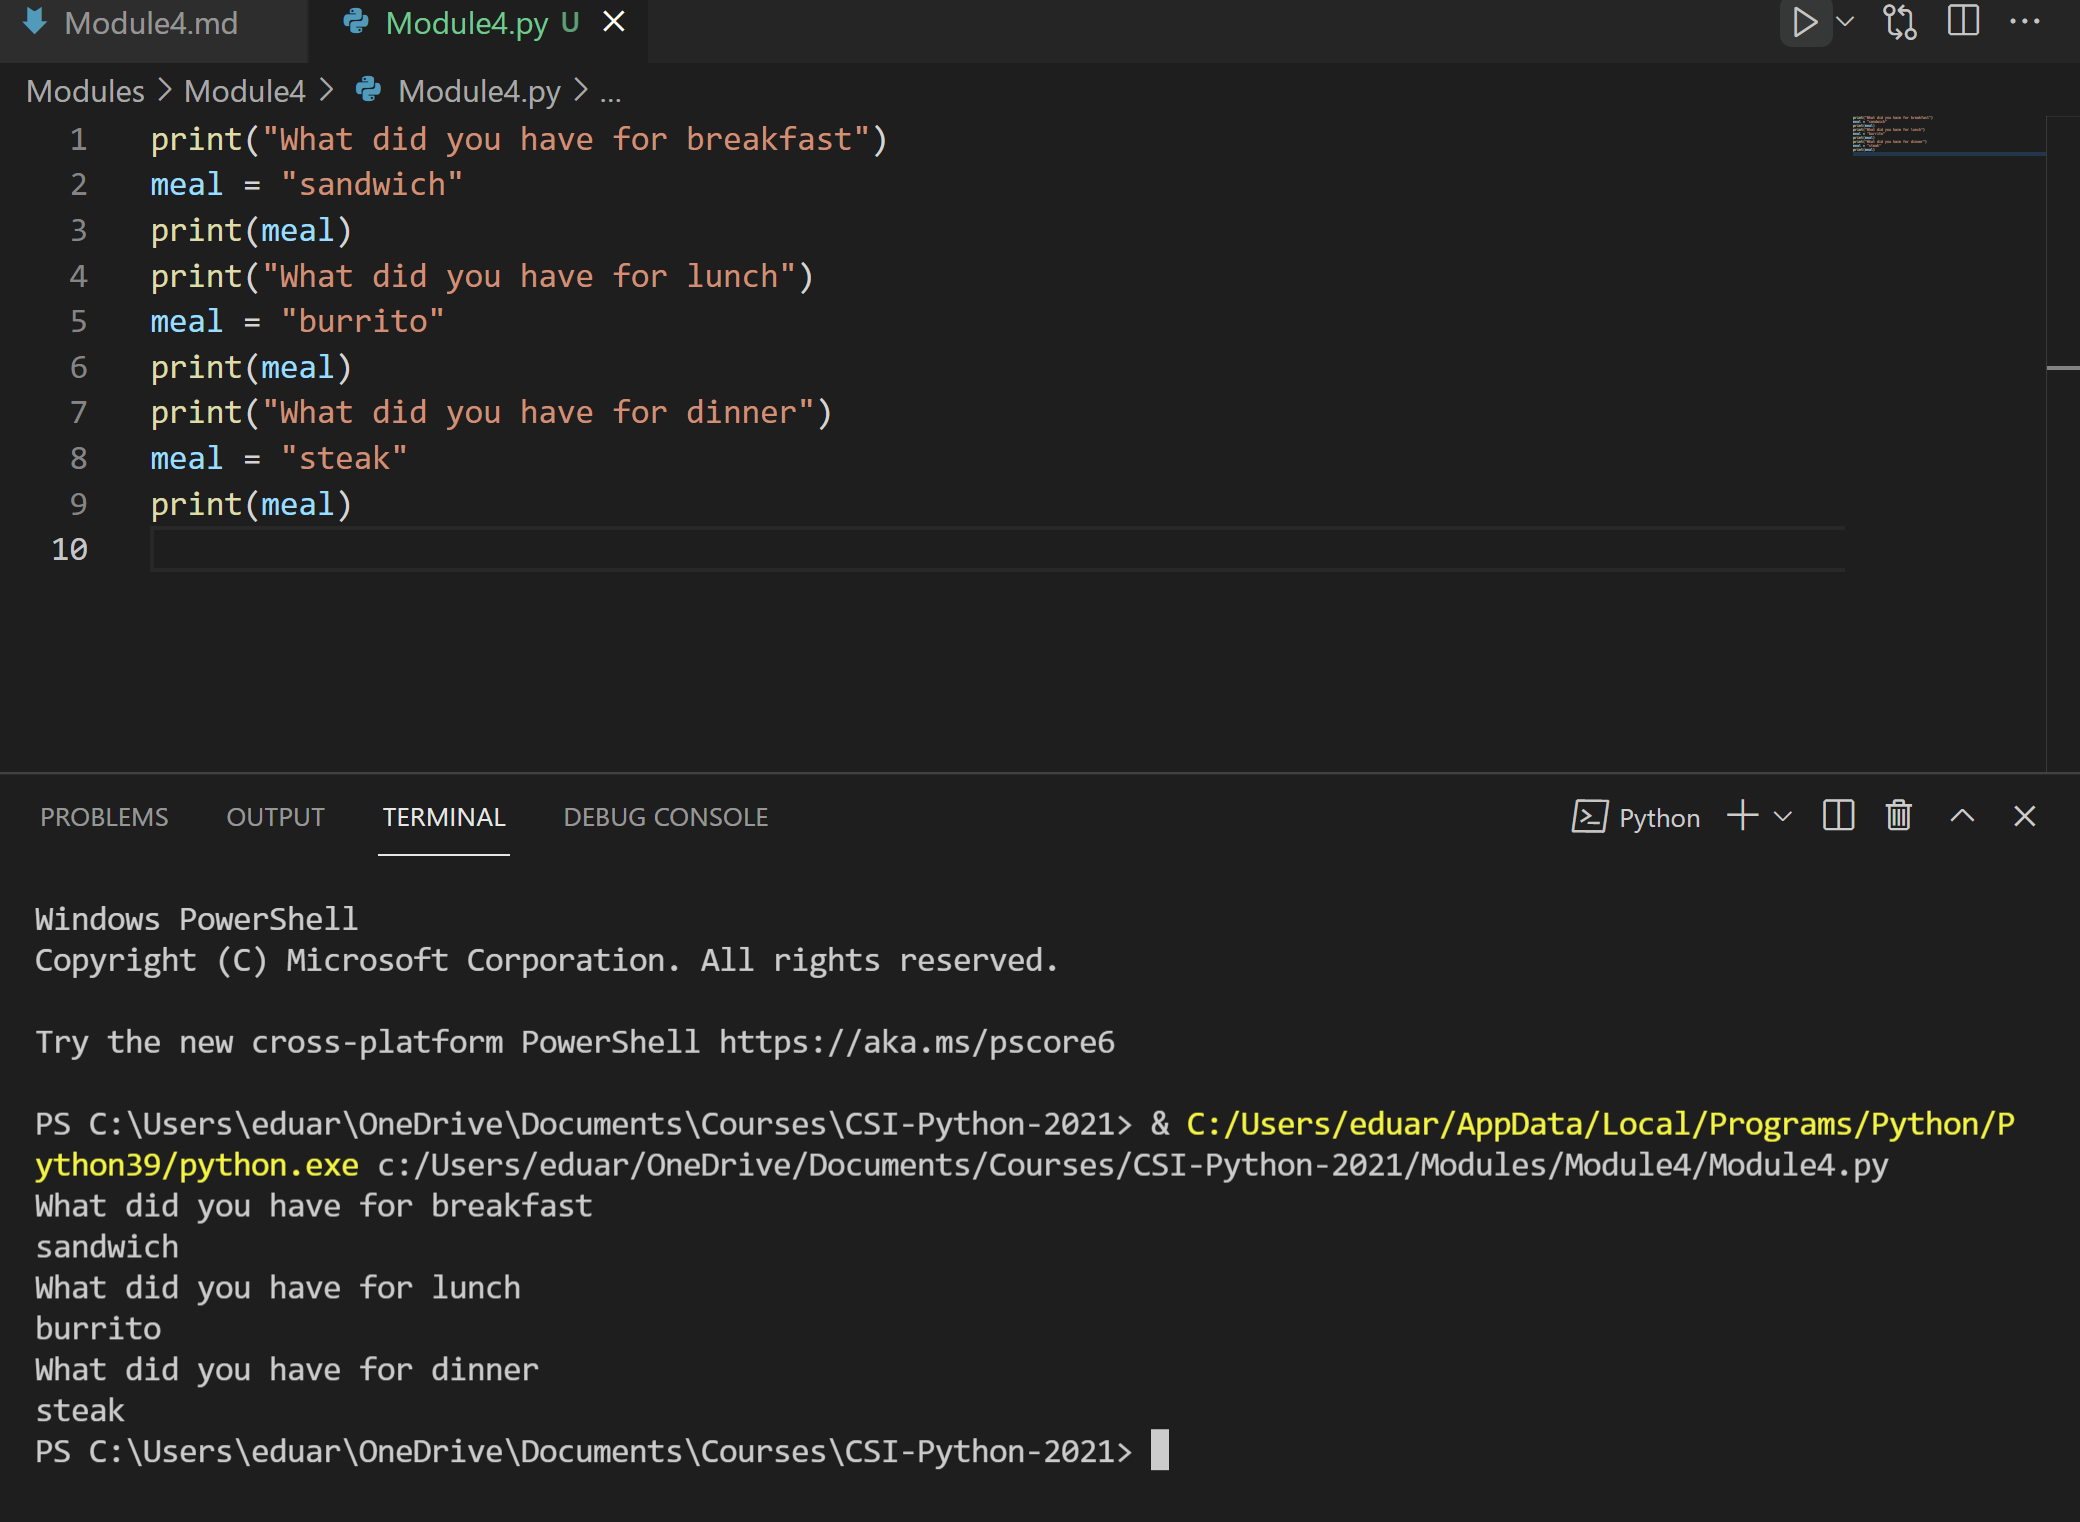 Module4.md Module4.py U
Modules > Module4 > Module4.py > ...
1 print("What did you have for breakfast")
2 meal = "sandwich"
3 print(meal)
4 print("What did you have for lunch")
5 meal = "burrito"
6 print(meal)
7 print("What did you have for dinner")
8 meal = "steak"
9 print(meal)
10
PROBLEMS OUTPUT TERMINAL DEBUG CONSOLE Python
Windows PowerShell
Copyright (C) Microsoft Corporation. All rights reserved.
Try the new cross-platform PowerShell https://aka.ms/pscore6
PS C:\Users\eduar\OneDrive\Documents\Courses\CSI-Python-2021> & C:/Users/eduar/AppData/Local/Programs/Python/P
ython39/python.exe c:/Users/eduar/OneDrive/Documents/Courses/CSI-Python-2021/Modules/Module4/Module4.py
What did you have for breakfast
sandwich
What did you have for lunch
burrito
What did you have for dinner
steak
PS C:\Users\eduar\OneDrive\Documents\Courses\CSI-Python-2021>